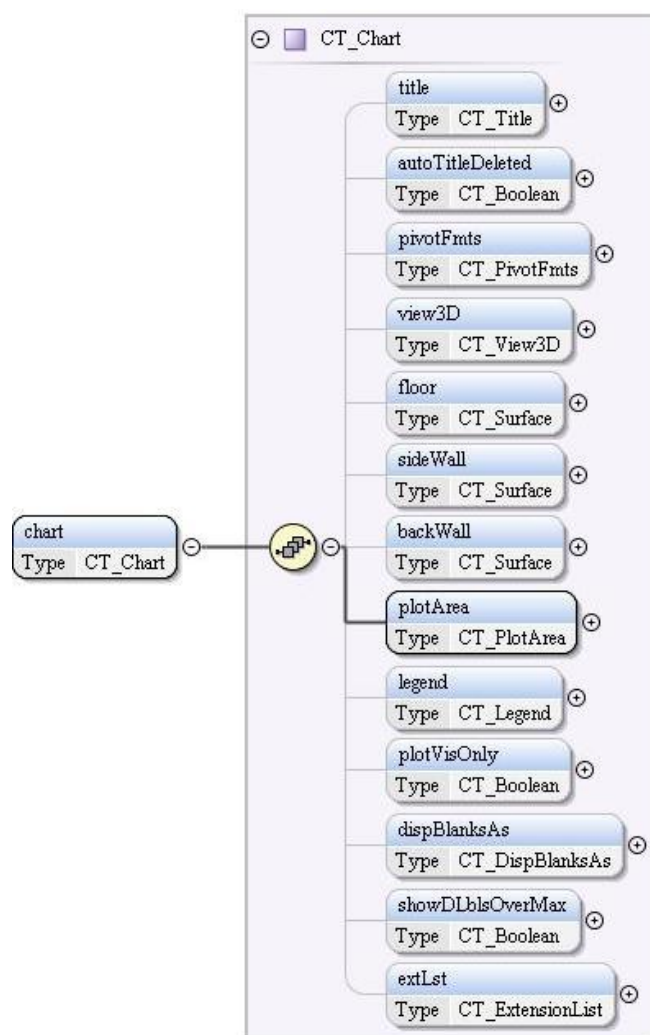 CT_Chart
title
Type CT_Title
autoTitleDeleted
Type CT_Boolean
pivotFmts
Type CT_PivotFmts
view3D
Type CT_View3D
floor
Type CT_Surface
sideWall
Type CT_Surface
chart
Type CT_Chart
backWall
Type CT_Surface
plotArea
Type CT_PlotArea
legend
Type CT_Legend
plotVisOnly
Type CT_Boolean
dispBlanksAs
Type CT_DispBlanksAs
showDLblsOverMax
Type CT_Boolean
extLst
Type CT_ExtensionList